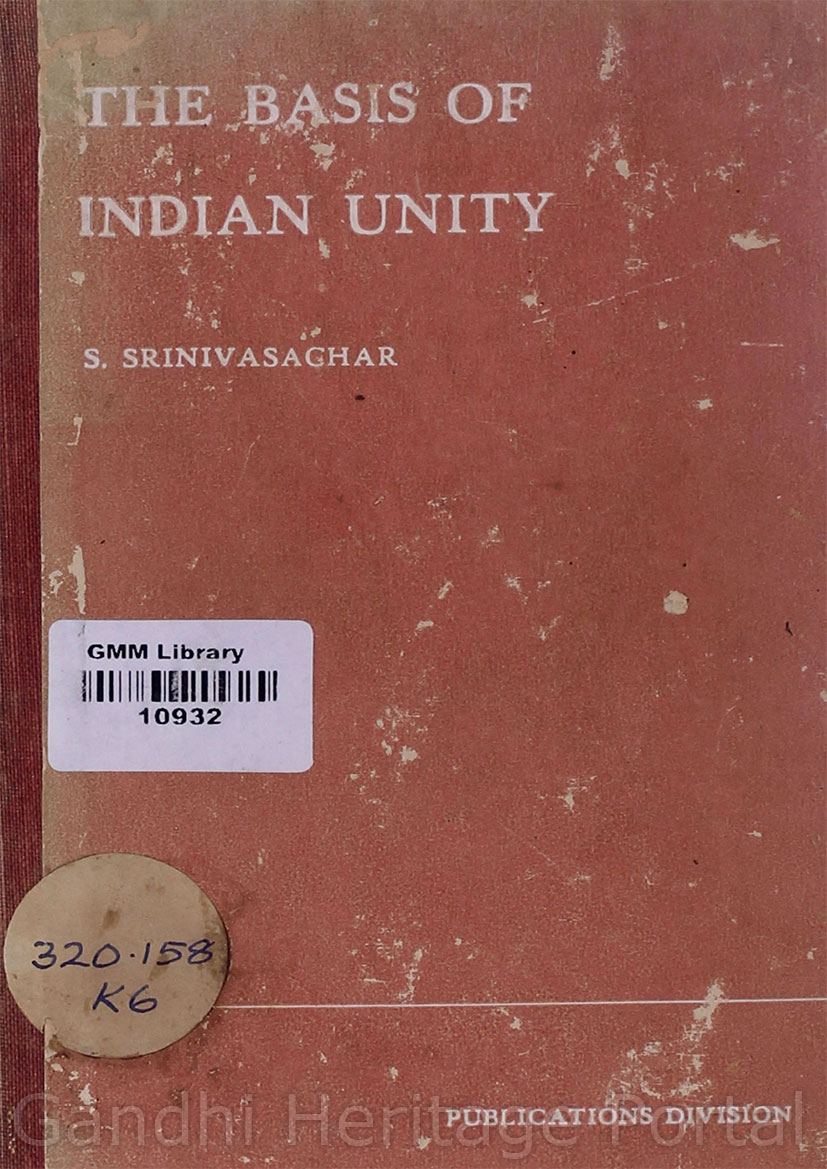 THE BASIS OF
INDIAN UNITY
S. SRINIVASACHAR
GMM Library
10932
320.158
K6
PUBLICATIONS DIVISION
Gandhi Heritage Portal